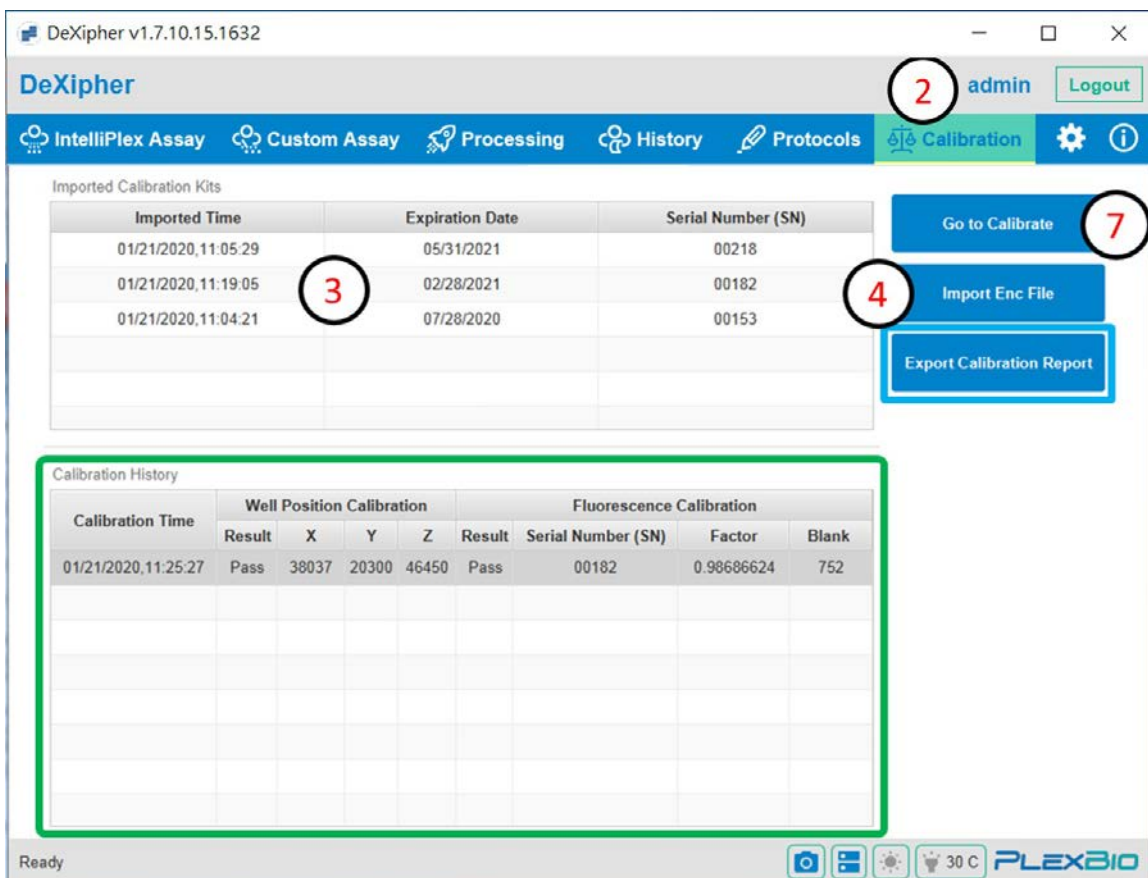 DeXipher v1.7.10.15.1632
DeXipher 2 admin Logout
IntelliPlex Assay Custom Assay Processing History Protocols Calibration
Imported Calibration Kits
Imported Time Expiration Date Serial Number (SN)
01/21/2020,11:05:29 05/31/2021 00218
01/21/2020,11:19:05 02/28/2021 00182
01/21/2020,11:04:21 07/28/2020 00153
3
Go to Calibrate 7
4 Import Enc File
Export Calibration Report
Calibration History
Calibration Time Well Position Calibration Fluorescence Calibration
Result X Y Z Result Serial Number (SN) Factor Blank
01/21/2020,11:25:27 Pass 38037 20300 46450 Pass 00182 0.98686624 752
Ready 30 C PLEXBIO